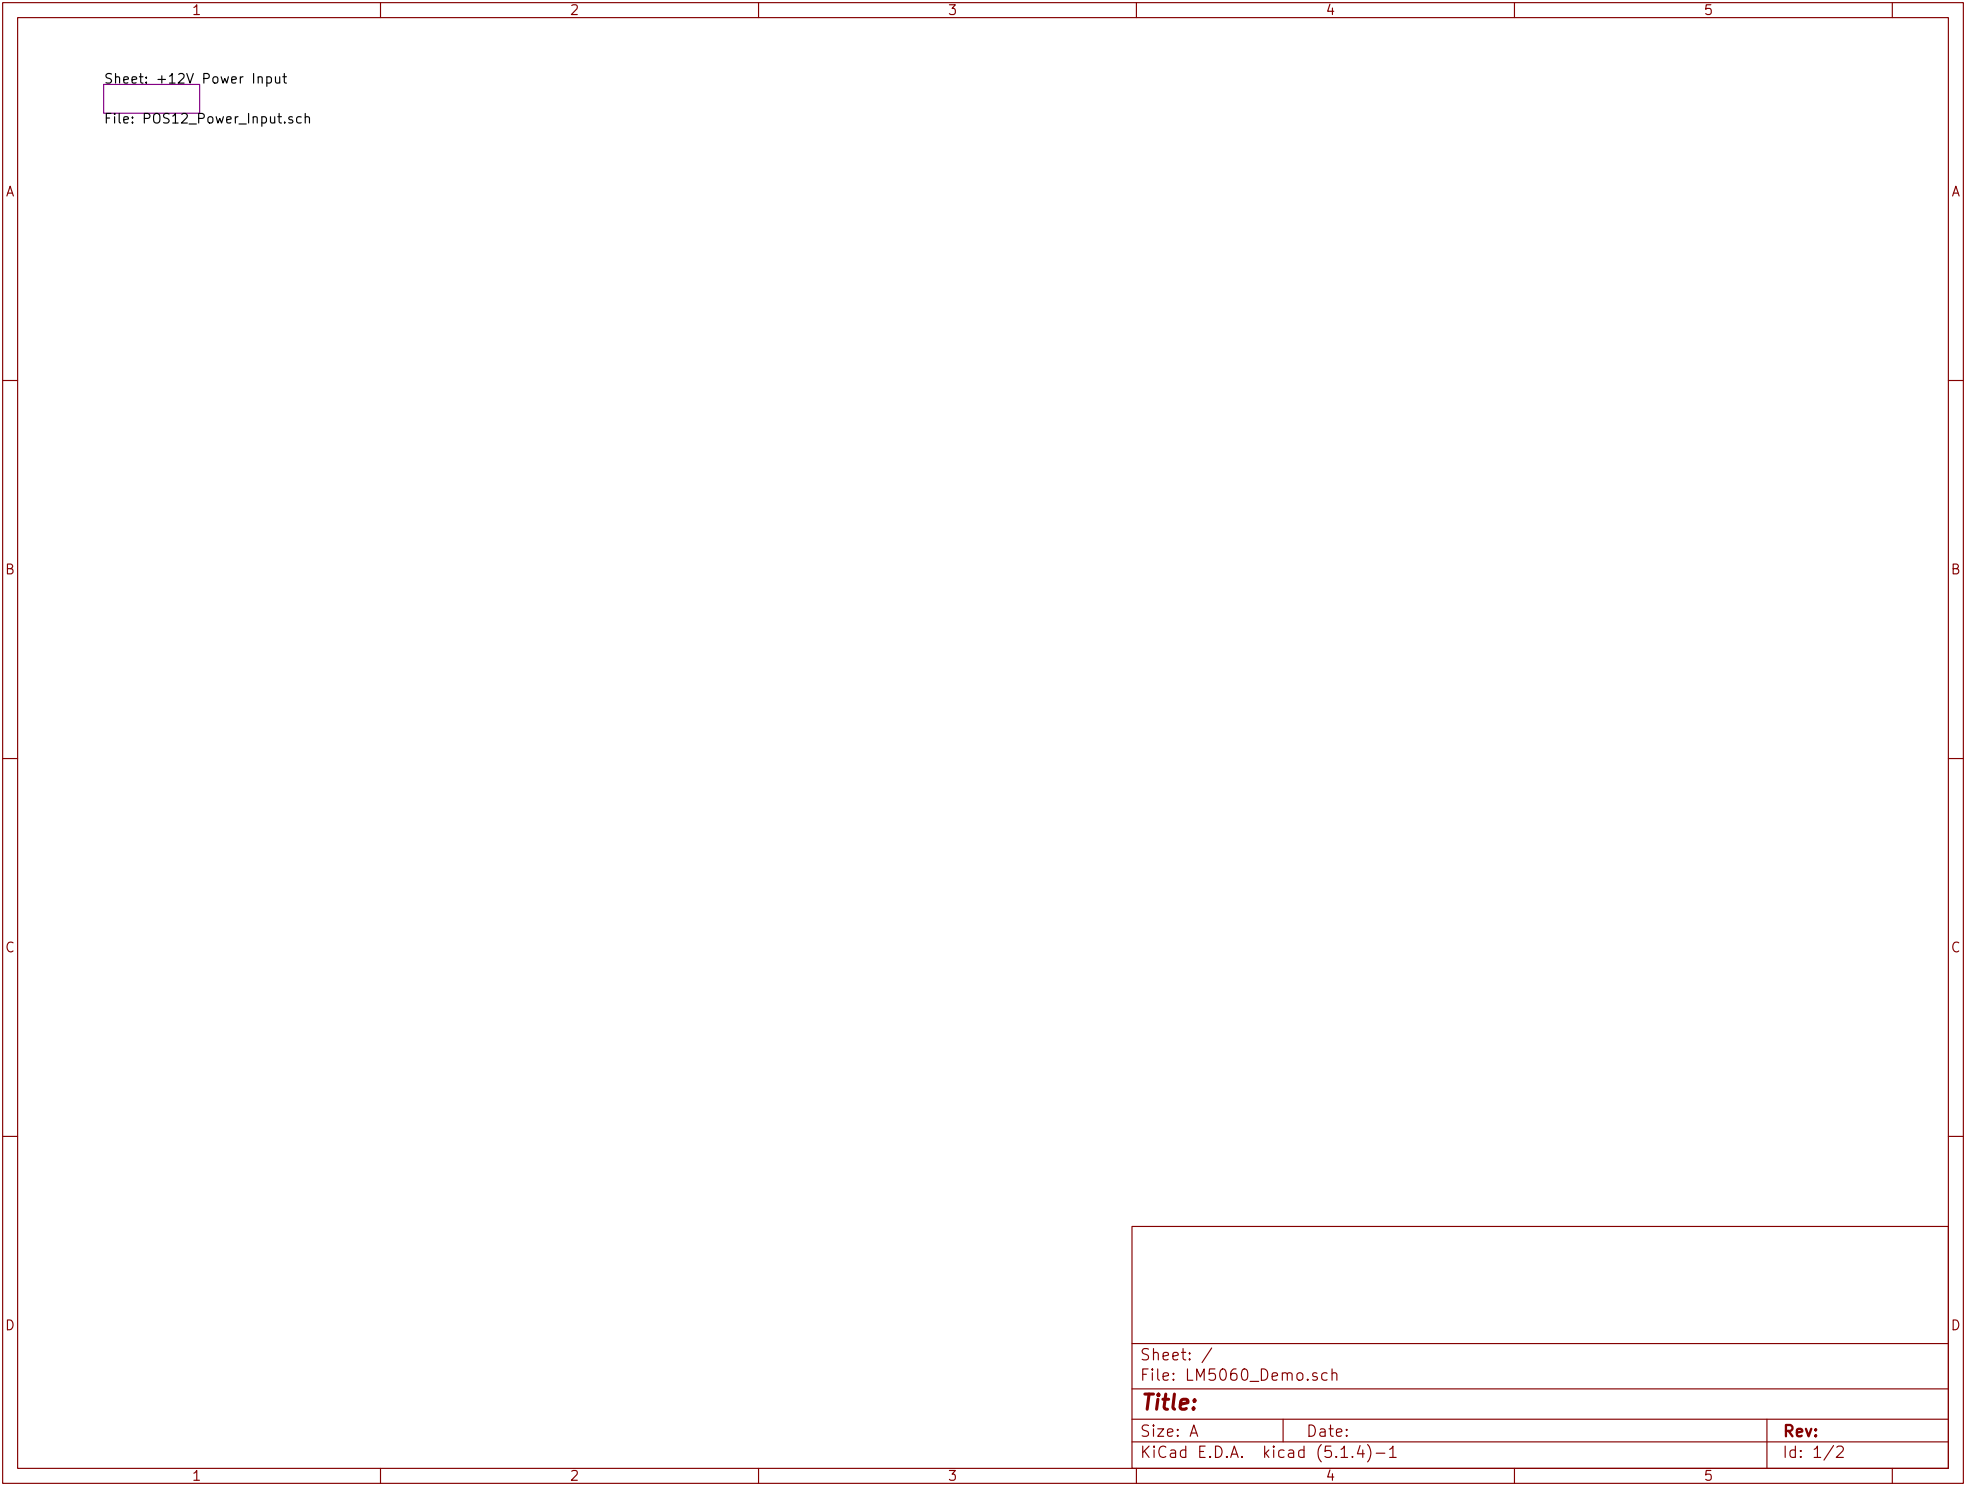 1 2 3 4 5
Sheet: +12V Power Input
File: POS12_Power_Input.sch
A A
B B
C C
D D
Sheet: /
File: LM5060_Demo.sch
Title:
Size: A Date: Rev:
KiCad E.D.A. kicad (5.1.4)-1 Id: 1/2
1 2 3 4 5